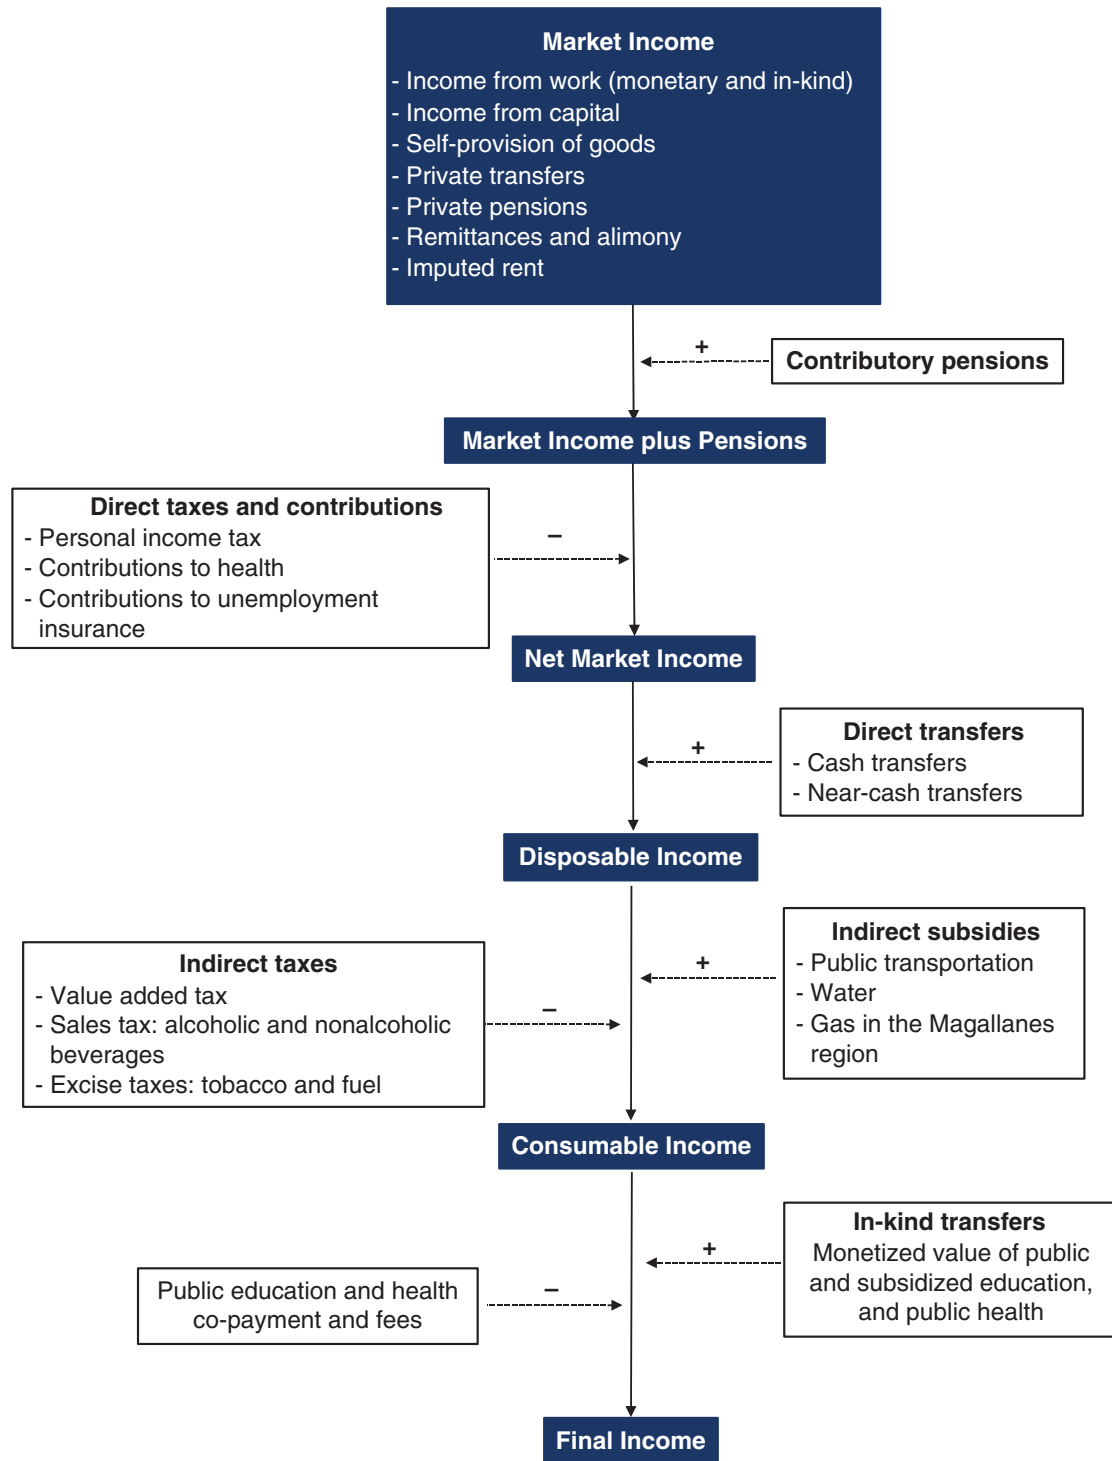 Market Income
- Income from work (monetary and in-kind)
- Income from capital
- Self-provision of goods
- Private transfers
- Private pensions
- Remittances and alimony
- Imputed rent
+
Contributory pensions
Market Income plus Pensions
Direct taxes and contributions
- Personal income tax
- Contributions to health
- Contributions to unemployment
insurance
–
Net Market Income
+
Direct transfers
- Cash transfers
- Near-cash transfers
Disposable Income
Indirect taxes
- Value added tax
- Sales tax: alcoholic and nonalcoholic
beverages
- Excise taxes: tobacco and fuel
–
+
Indirect subsidies
- Public transportation
- Water
- Gas in the Magallanes
region
Consumable Income
Public education and health
co-payment and fees
–
+
In-kind transfers
Monetized value of public
and subsidized education,
and public health
Final Income